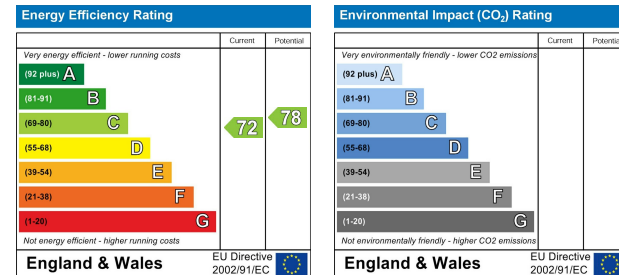 Energy Efficiency Rating
Current Potential
Very energy efficient - lower running costs
(92 plus) A
(81-91) B
(69-80) C
(55-68) D
(39-54) E
(21-38) F
(1-20) G
72
78
Not energy efficient - higher running costs
England & Wales
EU Directive
2002/91/EC
Environmental Impact (CO₂) Rating
Current Potentia
Very environmentally friendly - lower CO2 emissions
(92 plus) A
(81-91) B
(69-80) C
(55-68) D
(39-54) E
(21-38) F
(1-20) G
Not environmentally friendly - higher CO2 emissions
England & Wales
EU Directive
2002/91/EC